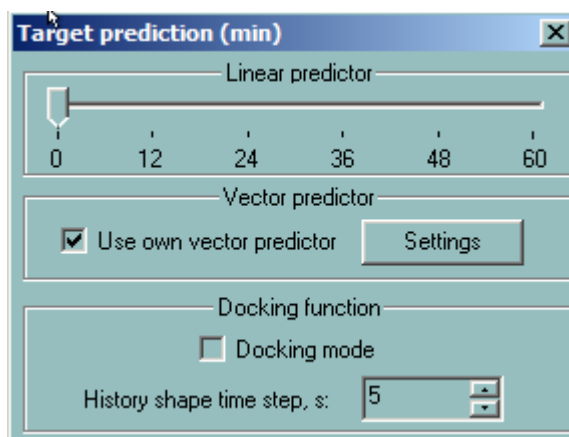 Target prediction (min)
Linear predictor
0 12 24 36 48 60
Vector predictor
Use own vector predictor Settings
Docking function
Docking mode
History shape time step, s: 5